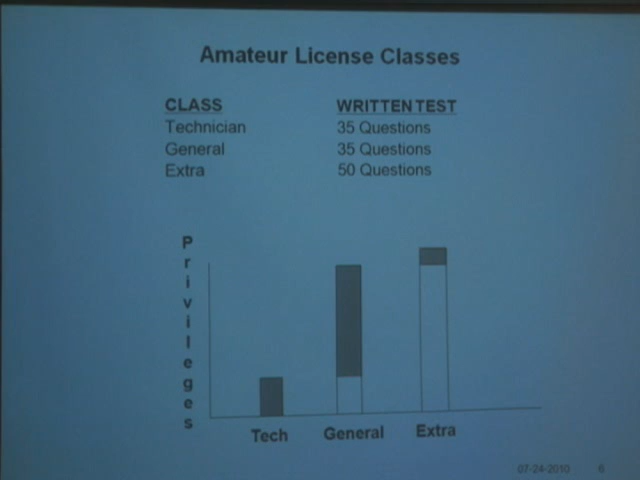 Amateur License Classes
CLASS WRITTEN TEST
Technician 35 Questions
General 35 Questions
Extra 50 Questions
Privileges
Tech General Extra
07-24-2010 6